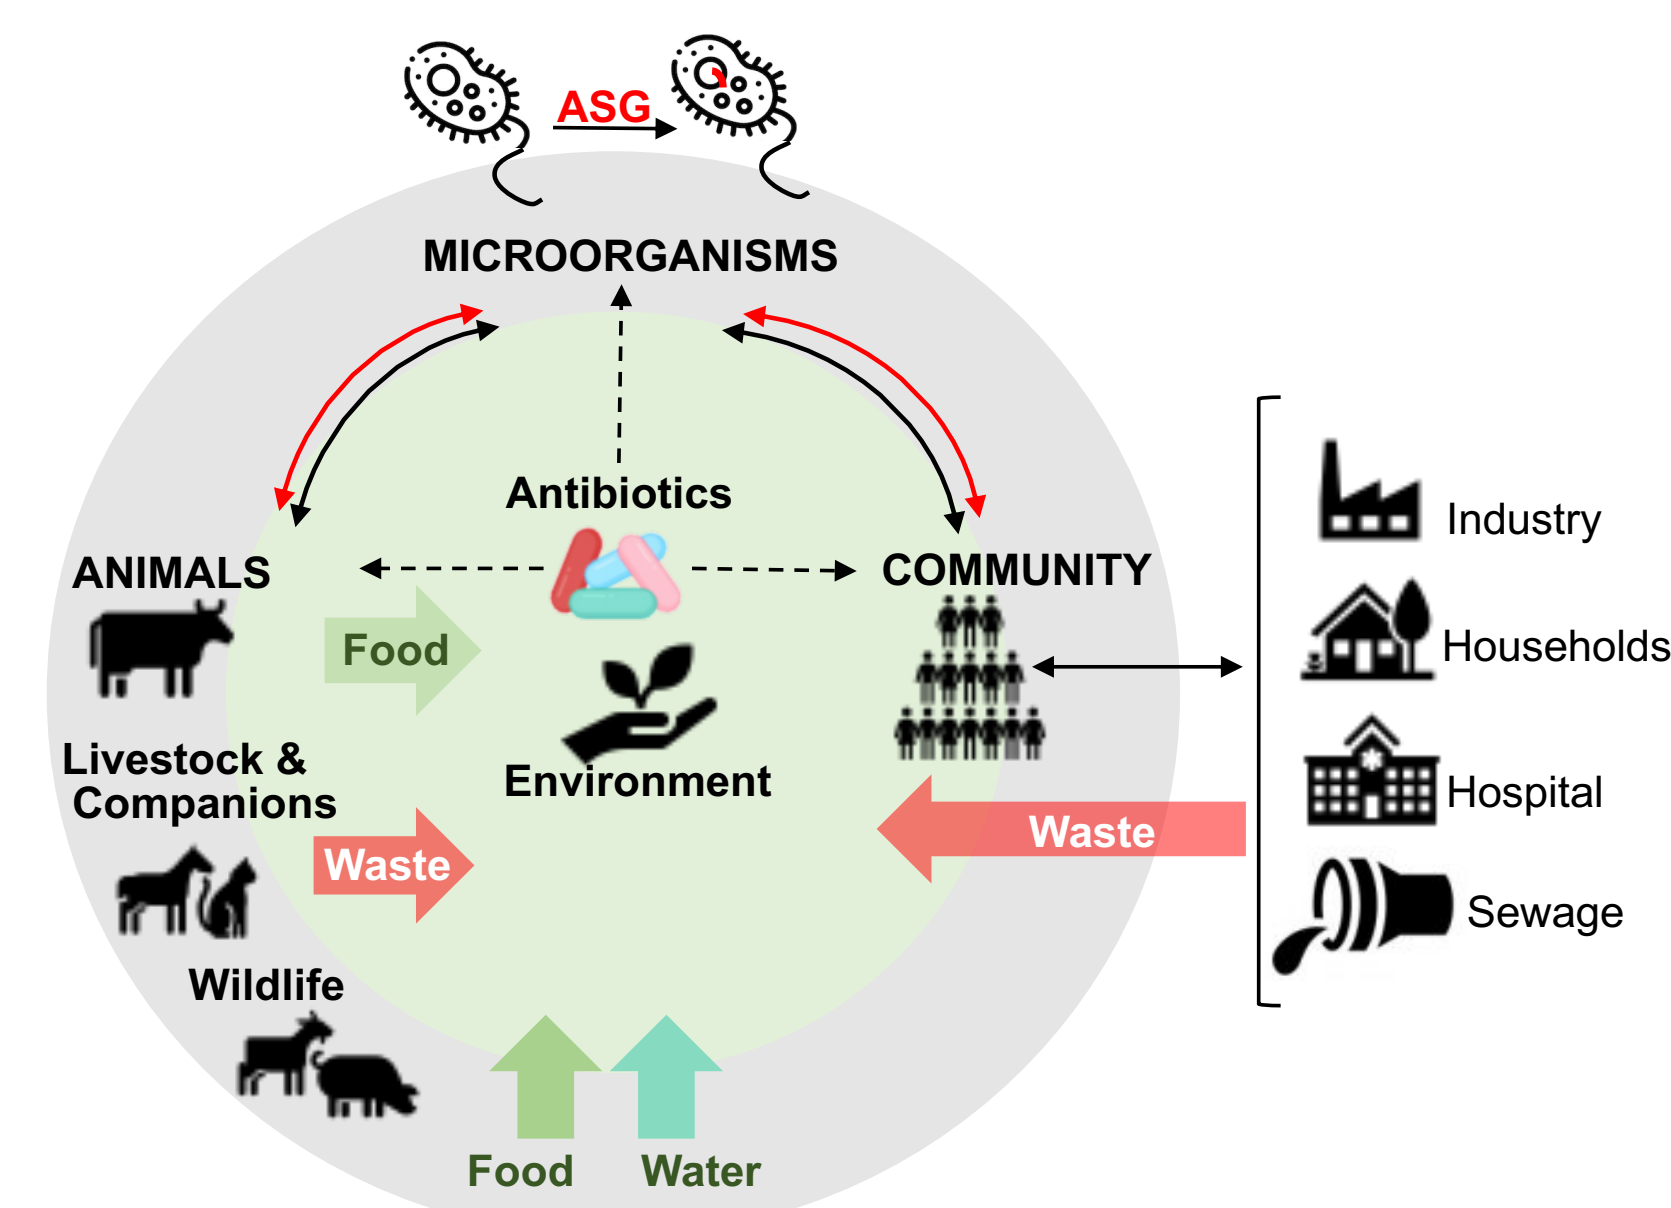 ASG
MICROORGANISMS
Antibiotics
ANIMALS
COMMUNITY
Industry
Food
Households
Livestock &
Companions
Environment
Hospital
Waste
Waste
Sewage
Wildlife
Food
Water